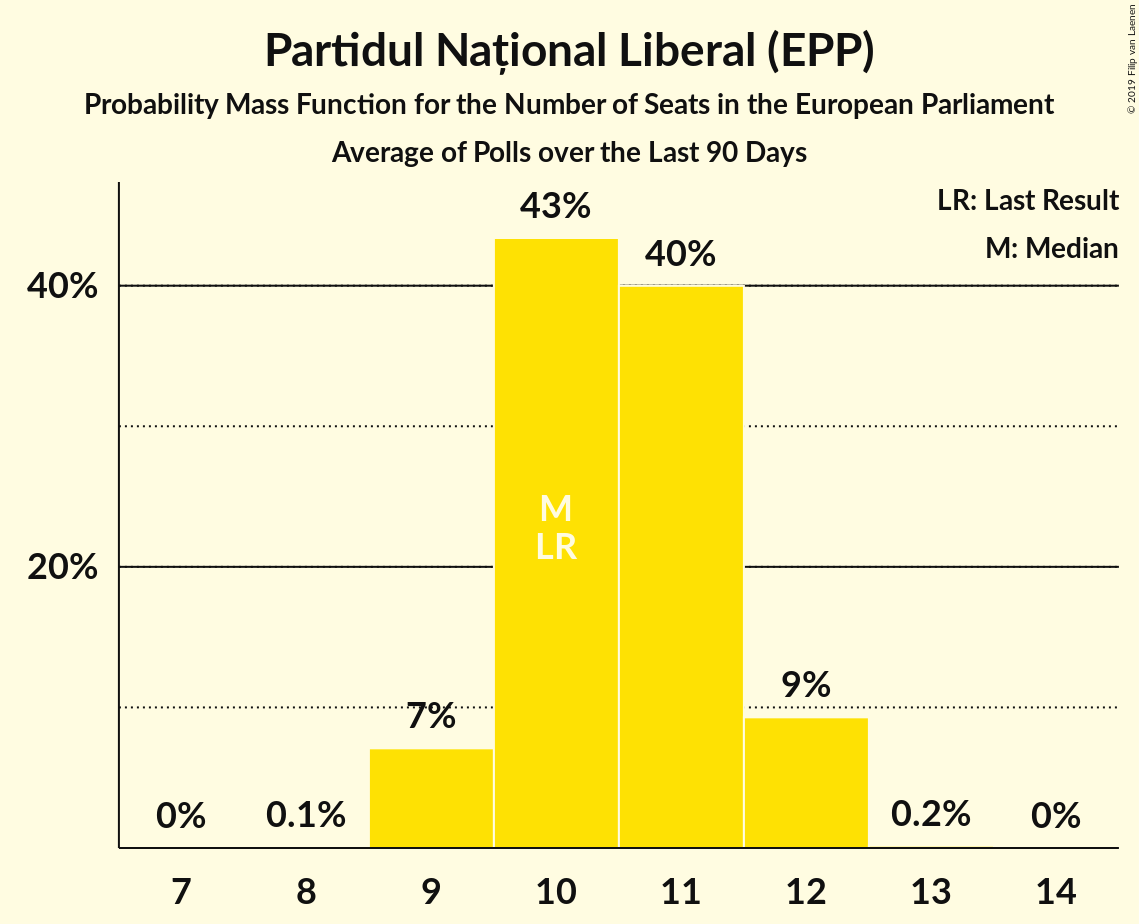 Partidul Național Liberal (EPP)
Probability Mass Function for the Number of Seats in the European Parliament
Average of Polls over the Last 90 Days
© 2019 Filip van Laenen
LR: Last Result
M: Median
43%
40%
40%
M
LR
20%
9%
7%
0%
0.1%
0.2%
0%
7
8
9
10
11
12
13
14